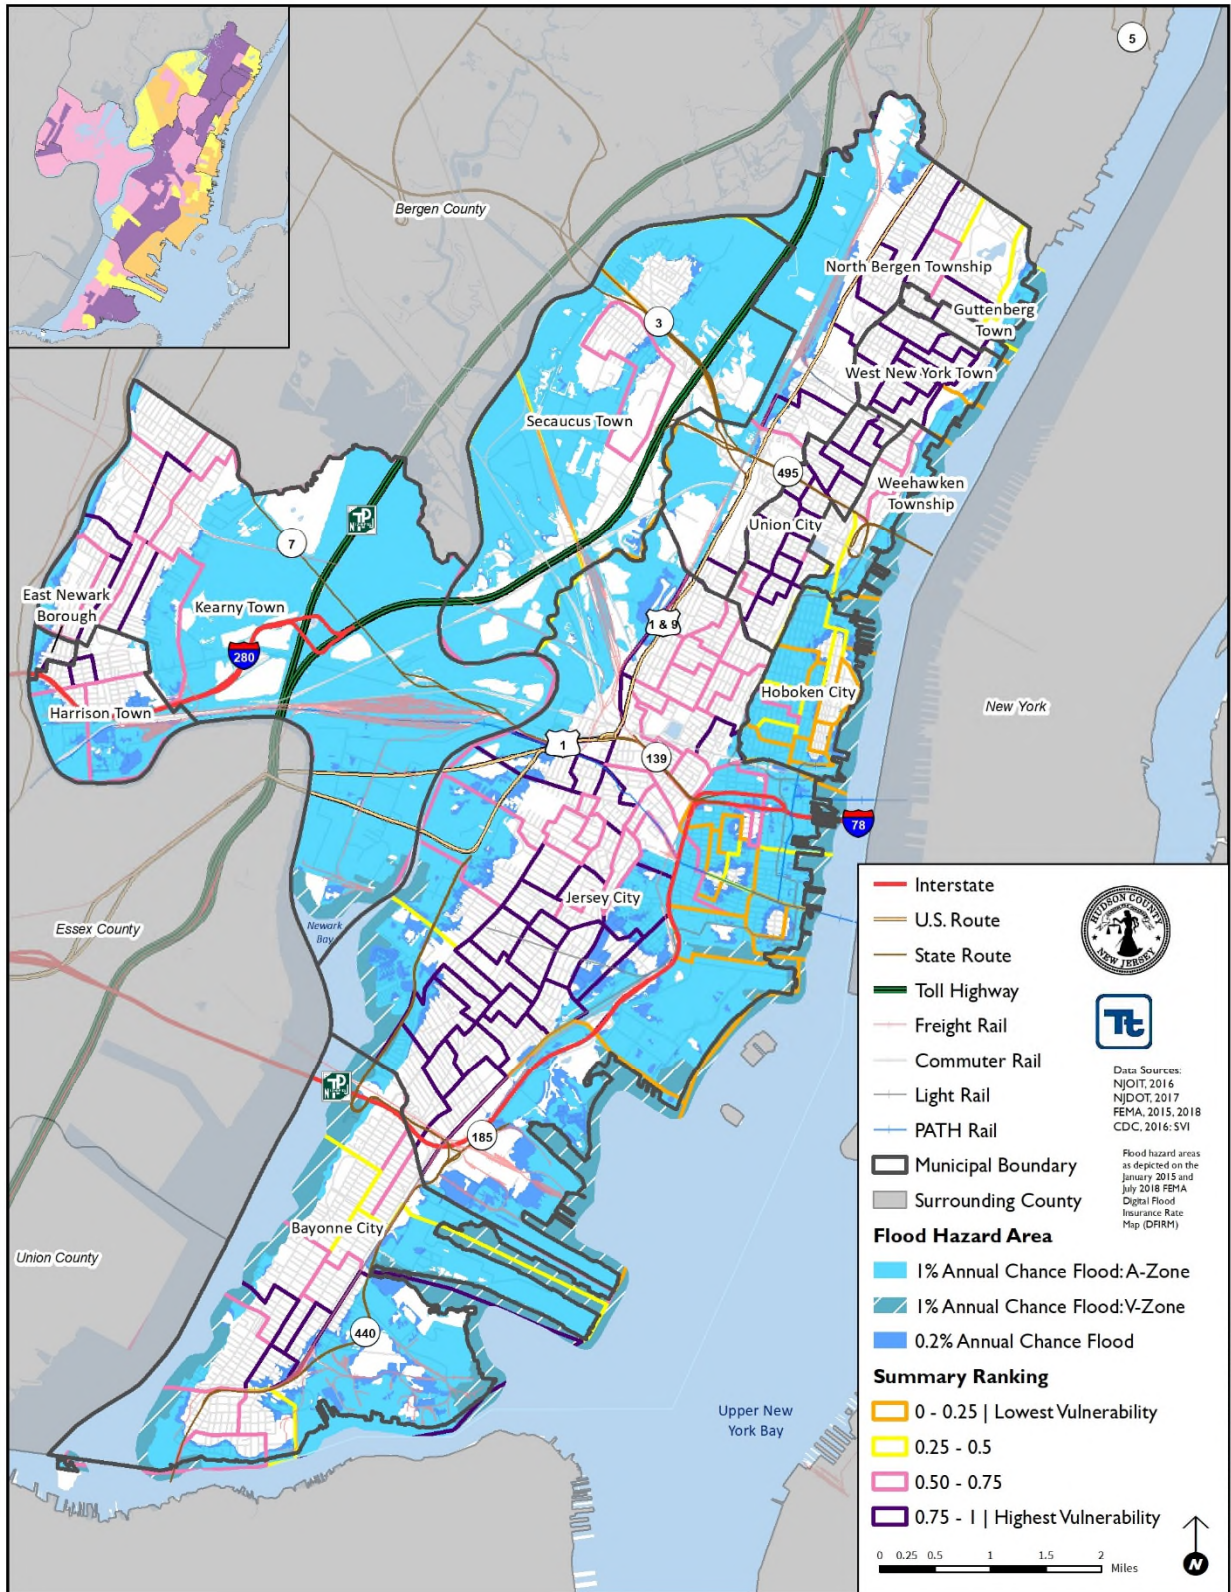 5
Bergen County
North Bergen Township
Guttenberg
Town
3
West New York Town
Secaucus Town
495
Weehawken
Township
Union City
7
East Newark
Borough
Kearny Town
1 & 9
280
Hoboken City
Harrison Town
New York
1
139
78
Jersey City
Newark
Bay
Essex County
185
Bayonne City
Union County
440
Upper New
York Bay
Interstate
U.S. Route
State Route
Toll Highway
Freight Rail
Commuter Rail
Light Rail
PATH Rail
Municipal Boundary
Surrounding County
HUDSON COUNTY
NEW JERSEY
Tt
Data Sources:
NJOIT, 2016
NJDOT, 2017
FEMA, 2015, 2018
CDC, 2016: SVI
Flood hazard areas
as depicted on the
January 2015 and
July 2018 FEMA
Digital Flood
Insurance Rate
Map (DFIRM)
Flood Hazard Area
1% Annual Chance Flood: A-Zone
1% Annual Chance Flood: V-Zone
0.2% Annual Chance Flood
Summary Ranking
0 - 0.25 | Lowest Vulnerability
0.25 - 0.5
0.50 - 0.75
0.75 - 1 | Highest Vulnerability
0 0.25 0.5 1 1.5 2
Miles
N